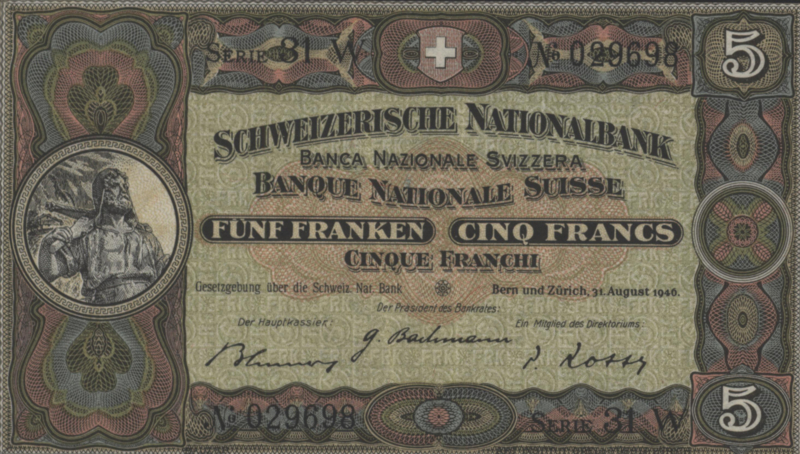 SERIE 31 W
№ 029698
5
SCHWEIZERISCHE NATIONALBANK
BANCA NAZIONALE SVIZZERA
BANQUE NATIONALE SUISSE
FÜNF FRANKEN CINQ FRANCS
CINQUE FRANCHI
Gesetzgebung über die Schweiz. Nat. Bank
Bern und Zürich, 31. August 1946.
Der Präsident des Bankrates:
Der Hauptkassier:
Ein Mitglied des Direktoriums:
G. Bachmann
P. Rossy
№ 029698
SERIE 31 W
5